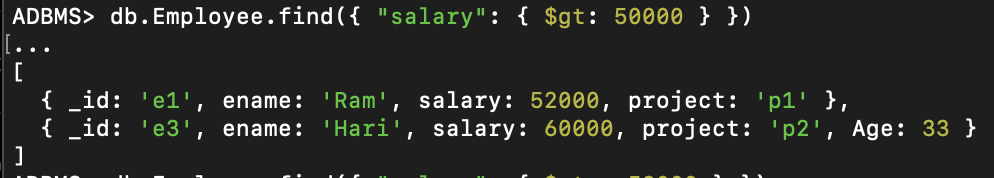 ADBMS> db.Employee.find({ "salary": { $gt: 50000 } })
...
[
  { _id: 'e1', ename: 'Ram', salary: 52000, project: 'p1' },
  { _id: 'e3', ename: 'Hari', salary: 60000, project: 'p2', Age: 33 }
]